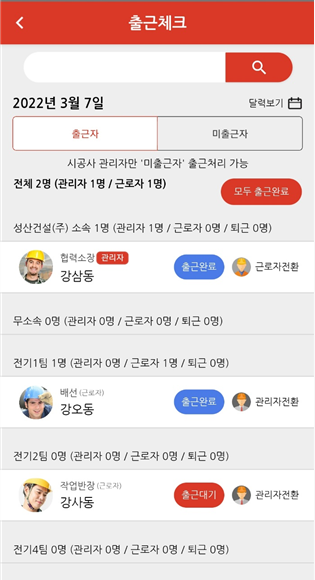 출근체크
2022년 3월 7일
달력보기
출근자
미출근자
시공사 관리자만 '미출근자' 출근처리 가능
전체 2명 (관리자 1명 / 근로자 1명)
모두 출근완료
성산건설(주) 소속 1명 (관리자 1명 / 근로자 0명 / 퇴근 0명)
협력소장 관리자
강삼동
출근완료
근로자전환
무소속 0명 (관리자 0명 / 근로자 0명 / 퇴근 0명)
전기1팀 1명 (관리자 0명 / 근로자 1명 / 퇴근 0명)
배선 (근로자)
강오동
출근완료
관리자전환
전기2팀 0명 (관리자 0명 / 근로자 0명 / 퇴근 0명)
작업반장 (근로자)
강사동
출근대기
관리자전환
전기4팀 0명 (관리자 0명 / 근로자 0명 / 퇴근 0명)